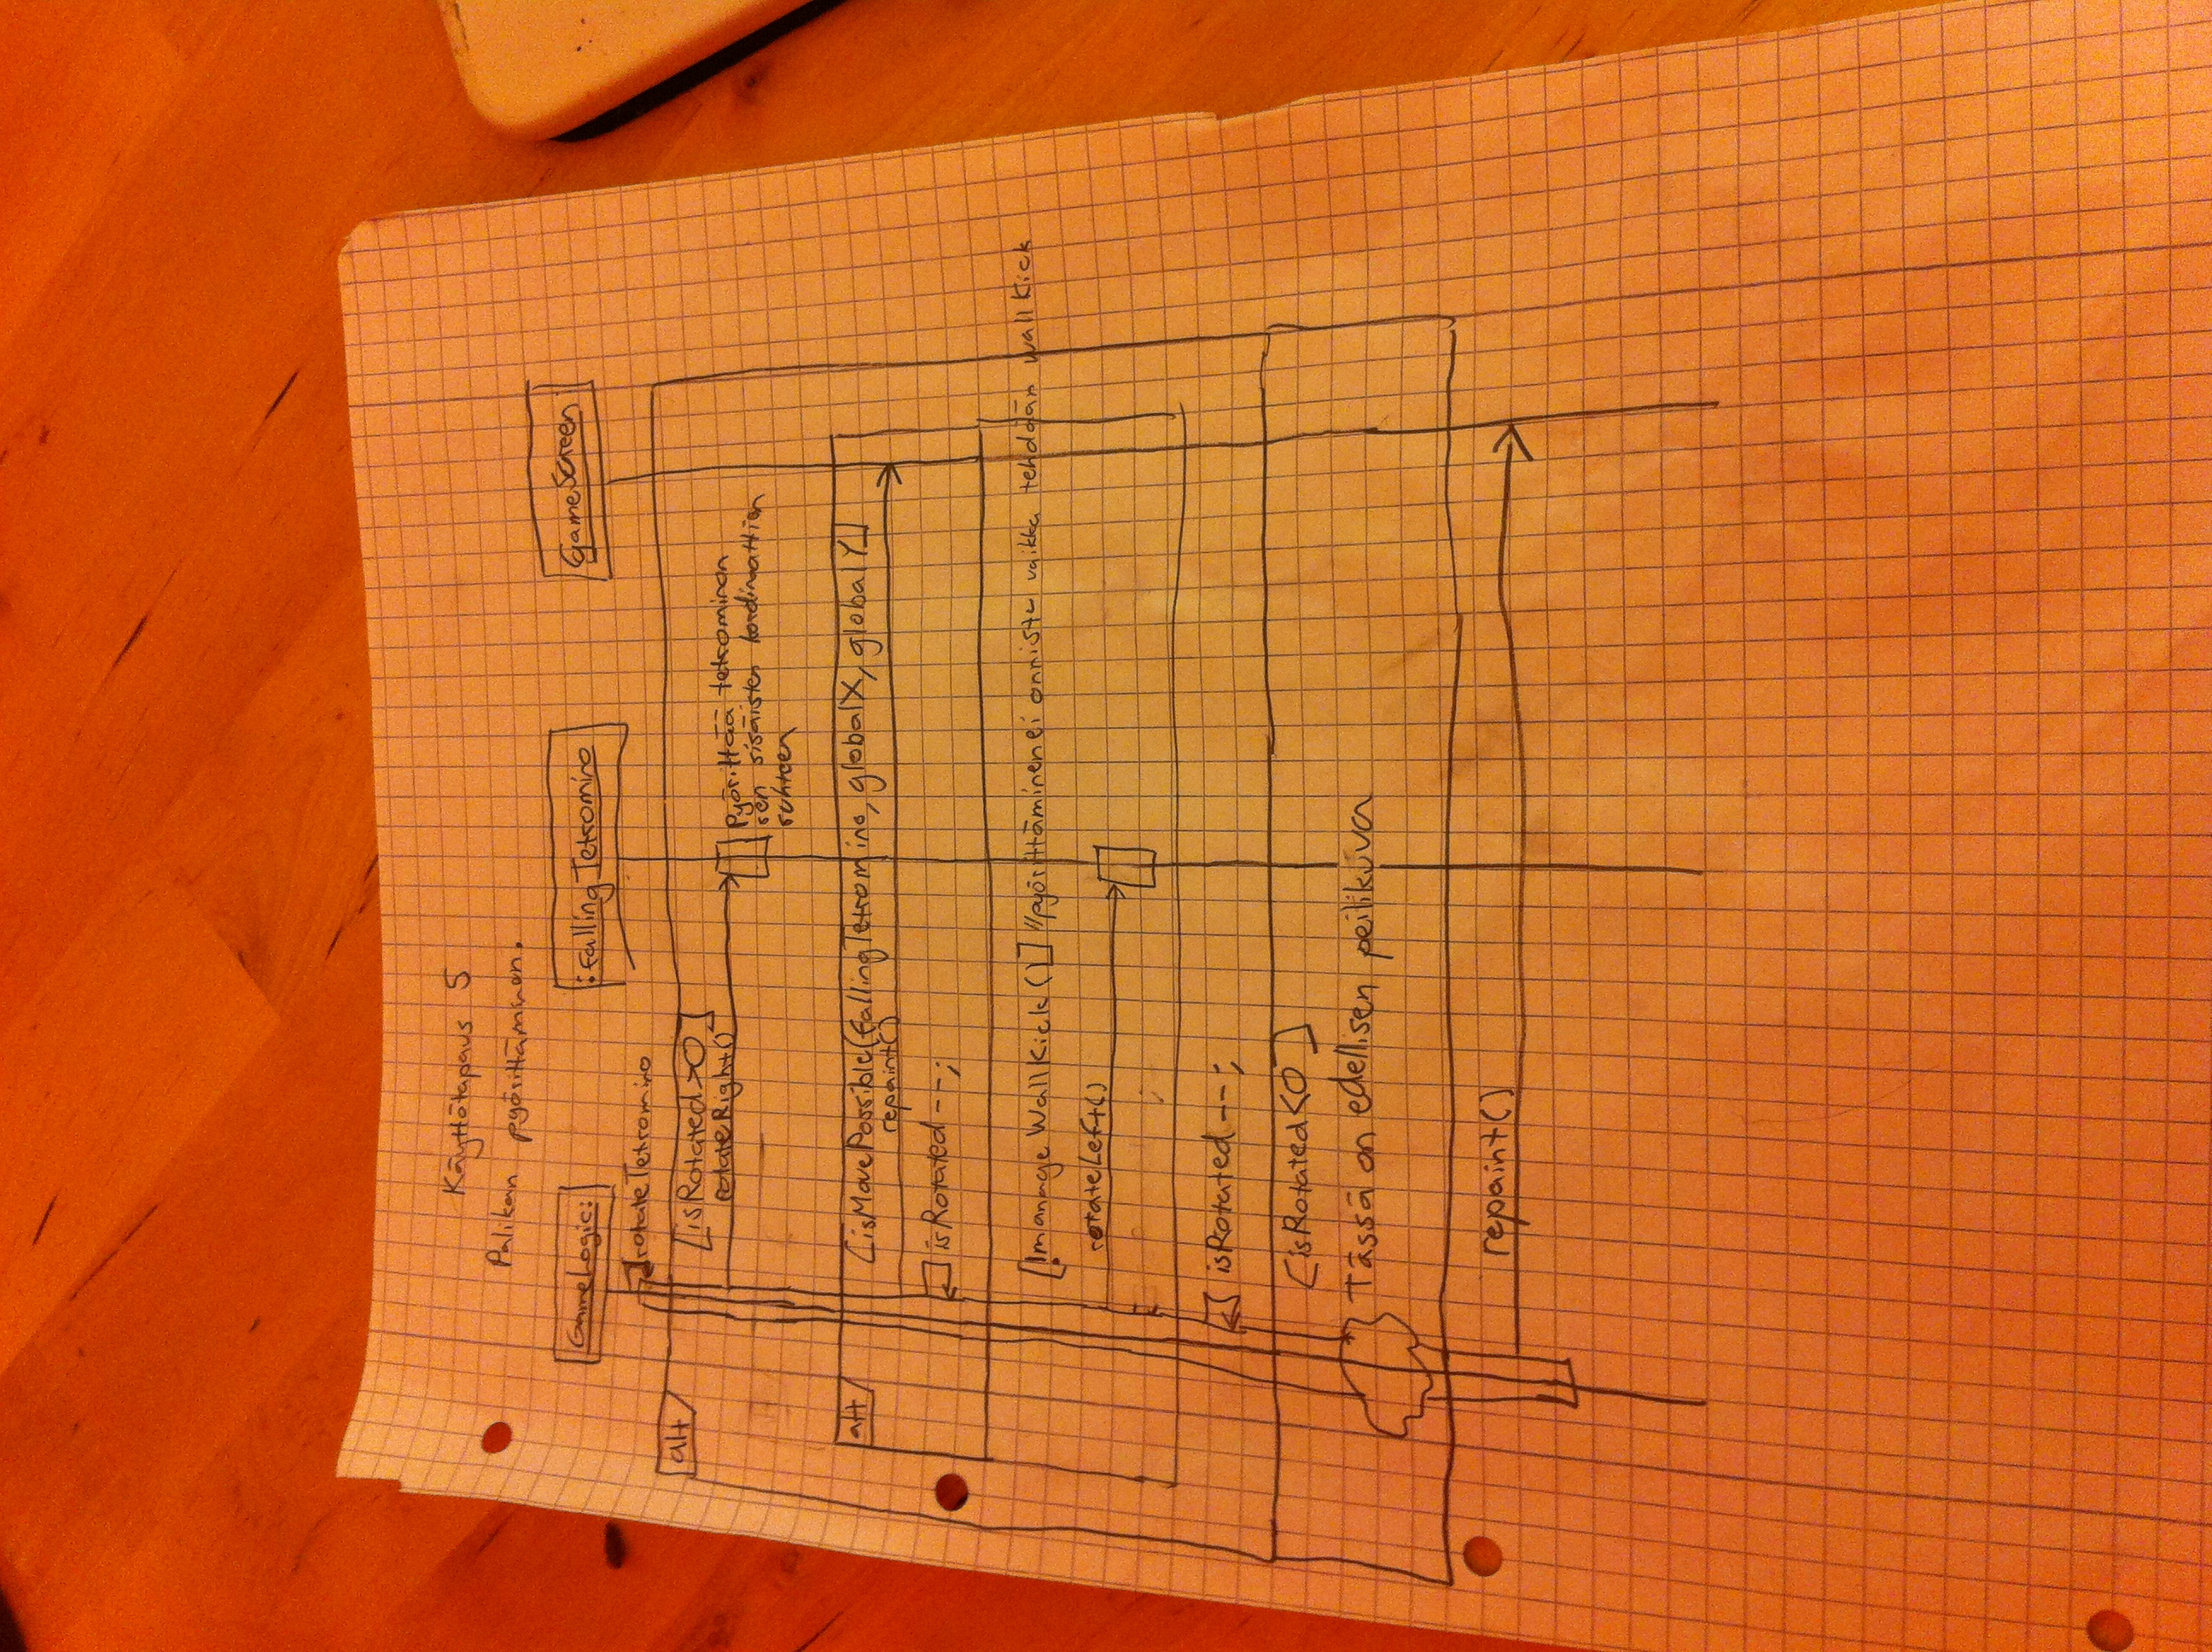 Käyttötapaus 5
Palikan pyörittäminen.
GameLogic:
:FallingTetromino
GameScreen
rotateTetromino
alt
[isRotated>0]
rotateRight()
pyörittää tetrominon
sen sisäisten kordinaattien
suhteen
alt
[isMovePossible(fallingTetromino, globalX, globalY]
repaint()
isRotated--;
[!manageWallKick()] //pyörittäminen ei onnistu vaikka tehdään wallKick
rotateLeft()
isRotated--;
[isRotated<0]
Tässä on edellisen peilikuva
repaint()